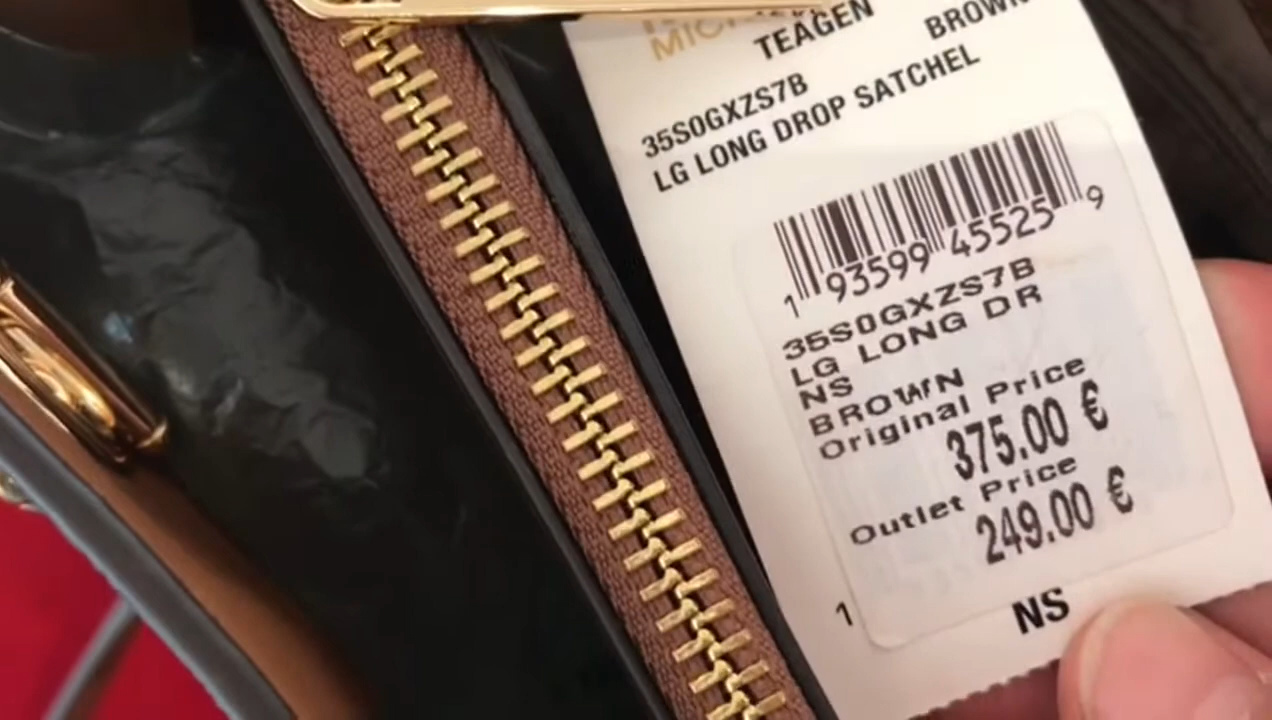 TEAGEN BROWN
35S0GXZS7B
LG LONG DROP SATCHEL
1 93599 45525 9
35S0GXZS7B
LG LONG DR
NS
BROWN
Original Price
375.00 €
Outlet Price
249.00 €
1 NS